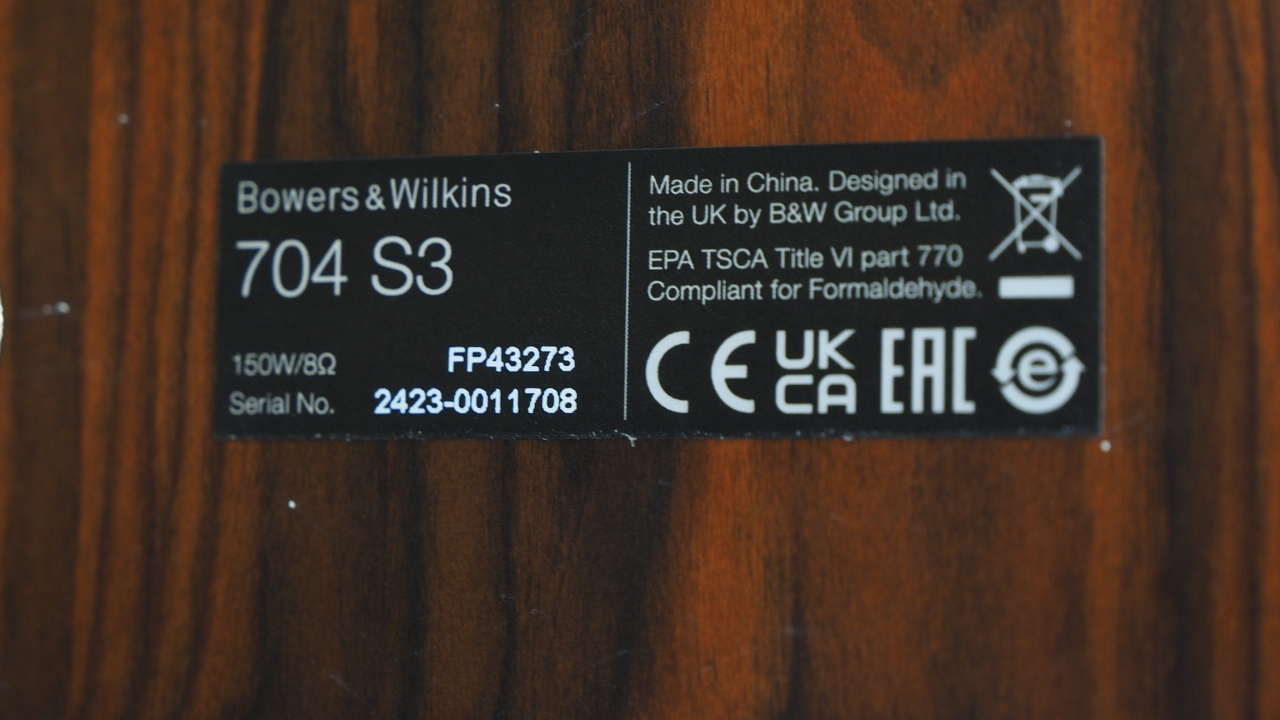 Bowers & Wilkins
704 S3
150W/8Ω FP43273
Serial No. 2423-0011708
Made in China. Designed in
the UK by B&W Group Ltd.
EPA TSCA Title VI part 770
Compliant for Formaldehyde.
CE UK
CA EAC e